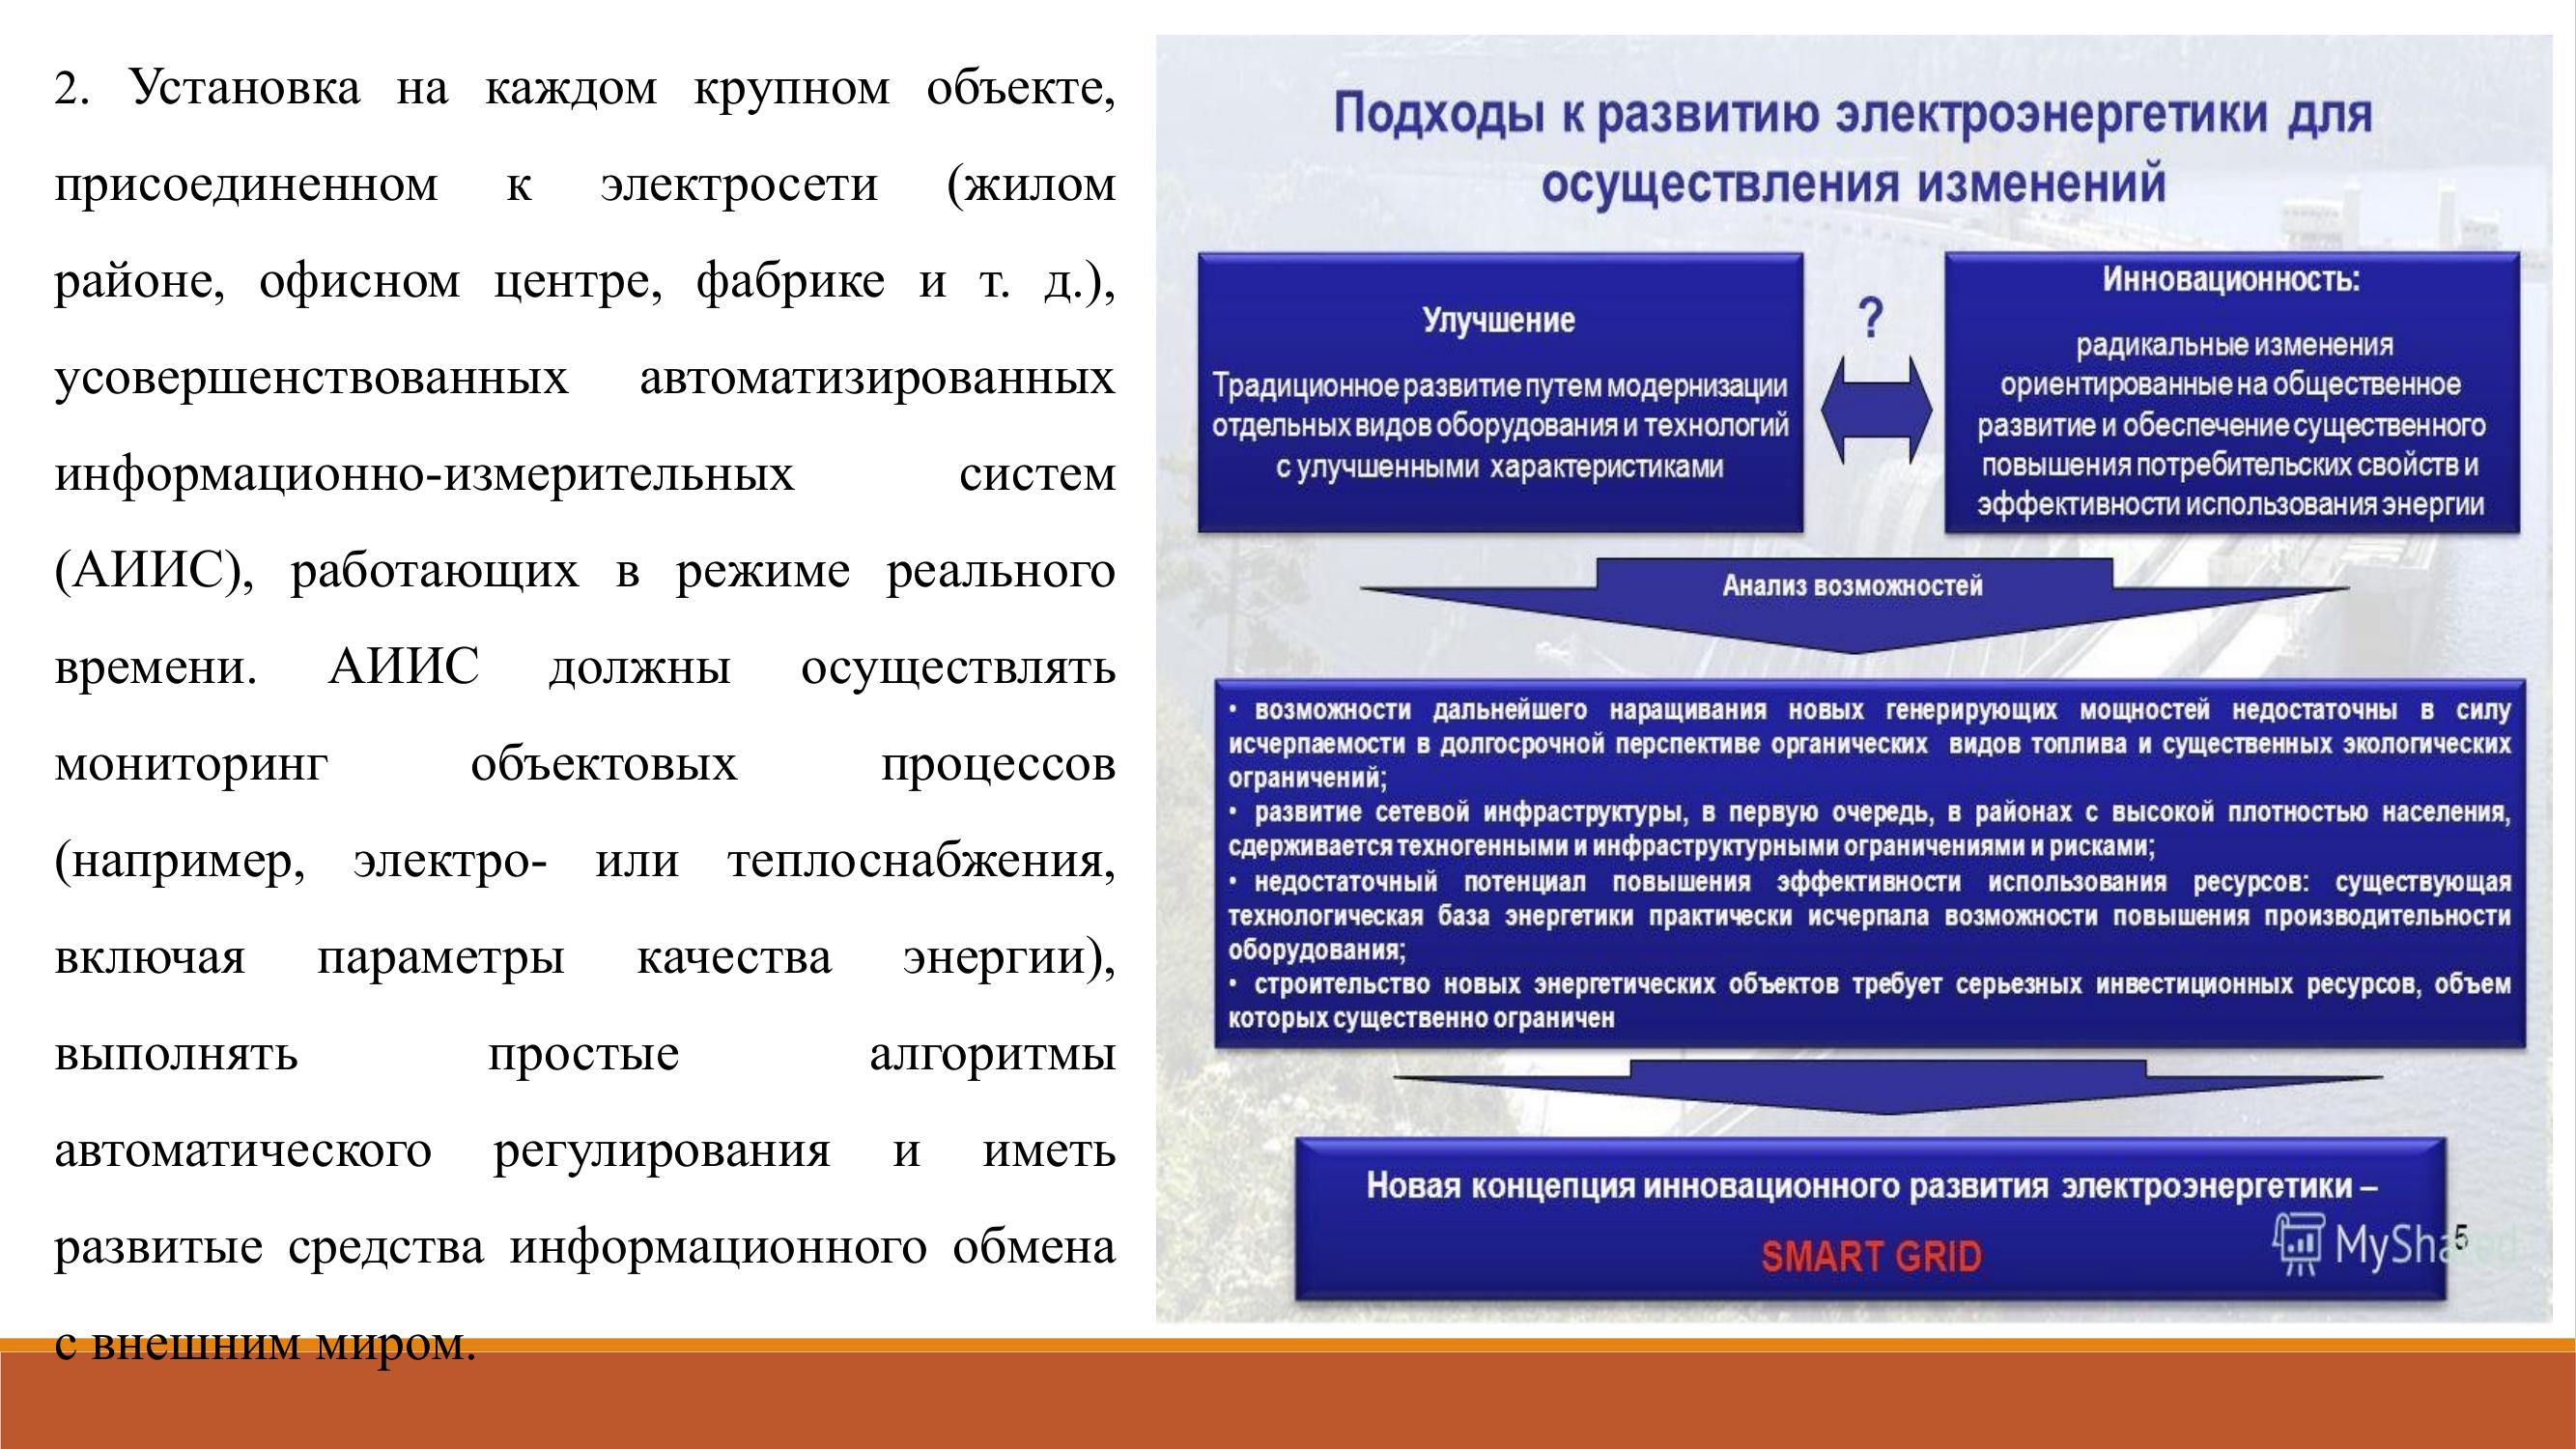 2. Установка на каждом крупном объекте,
присоединенном к электросети (жилом
районе, офисном центре, фабрике и т. д.),
усовершенствованных автоматизированных
информационно-измерительных систем
(АИИС), работающих в режиме реального
времени. АИИС должны осуществлять
мониторинг объектовых процессов
(например, электро- или теплоснабжения,
включая параметры качества энергии),
выполнять простые алгоритмы
автоматического регулирования и иметь
развитые средства информационного обмена
с внешним миром.
Подходы к развитию электроэнергетики для
осуществления изменений
Улучшение
Традиционное развитие путем модернизации
отдельных видов оборудования и технологий
с улучшенными характеристиками
?
Инновационность:
радикальные изменения
ориентированные на общественное
развитие и обеспечение существенного
повышения потребительских свойств и
эффективности использования энергии
Анализ возможностей
• возможности дальнейшего наращивания новых генерирующих мощностей недостаточны в силу
исчерпаемости в долгосрочной перспективе органических видов топлива и существенных экологических
ограничений;
• развитие сетевой инфраструктуры, в первую очередь, в районах с высокой плотностью населения,
сдерживается техногенными и инфраструктурными ограничениями и рисками;
• недостаточный потенциал повышения эффективности использования ресурсов: существующая
технологическая база энергетики практически исчерпала возможности повышения производительности
оборудования;
• строительство новых энергетических объектов требует серьезных инвестиционных ресурсов, объем
которых существенно ограничен
Новая концепция инновационного развития электроэнергетики –
SMART GRID
MyShared
5